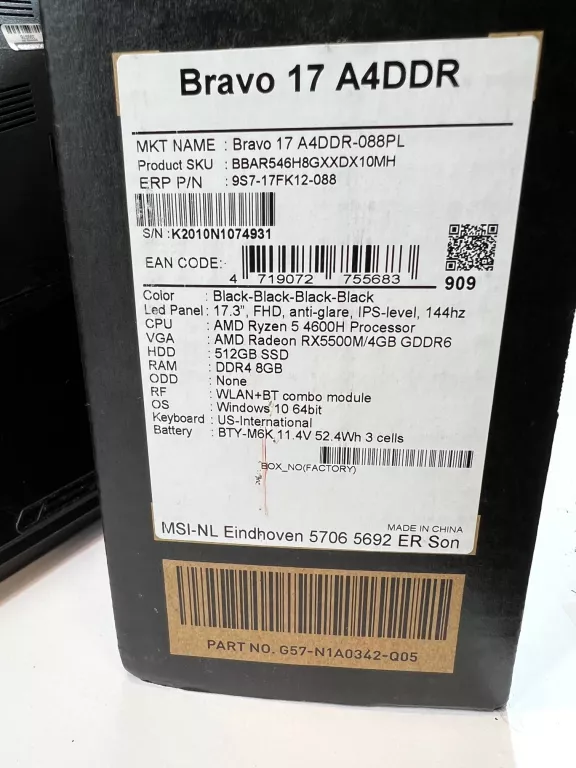 Bravo 17 A4DDR
MKT NAME : Bravo 17 A4DDR-088PL
Product SKU : BBAR546H8GXXDX10MH
ERP P/N : 9S7-17FK12-088
S/N :K2010N1074931
EAN CODE:
4 719072 755683
909
Color : Black-Black-Black-Black
Led Panel : 17.3", FHD, anti-glare, IPS-level, 144hz
CPU : AMD Ryzen 5 4600H Processor
VGA : AMD Radeon RX5500M/4GB GDDR6
HDD : 512GB SSD
RAM : DDR4 8GB
ODD : None
RF : WLAN+BT combo module
OS : Windows 10 64bit
Keyboard : US-International
Battery : BTY-M6K 11.4V 52.4Wh 3 cells
BOX_NO(FACTORY)
MADE IN CHINA
MSI-NL Eindhoven 5706 5692 ER Son
PART NO. G57-N1A0342-Q05